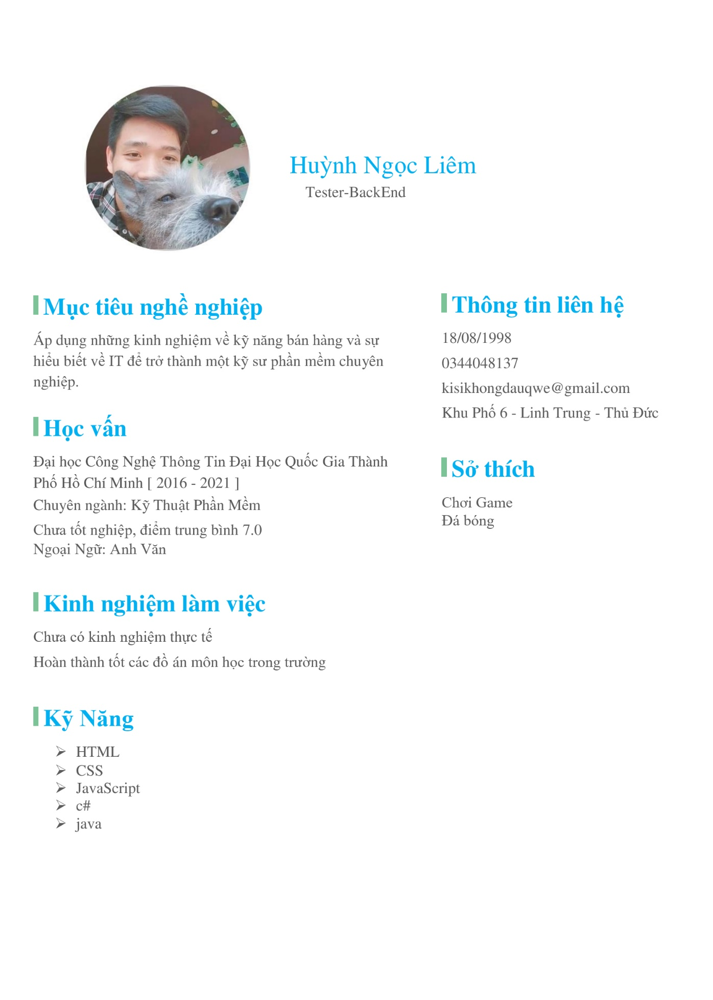 Huỳnh Ngọc Liêm
Tester-BackEnd
Mục tiêu nghề nghiệp
Áp dụng những kinh nghiệm về kỹ năng bán hàng và sự
hiểu biết về IT để trở thành một kỹ sư phần mềm chuyên
nghiệp.
Học vấn
Đại học Công Nghệ Thông Tin Đại Học Quốc Gia Thành
Phố Hồ Chí Minh [ 2016 - 2021 ]
Chuyên ngành: Kỹ Thuật Phần Mềm
Chưa tốt nghiệp, điểm trung bình 7.0
Ngoại Ngữ: Anh Văn
Kinh nghiệm làm việc
Chưa có kinh nghiệm thực tế
Hoàn thành tốt các đồ án môn học trong trường
Kỹ Năng
⮚ HTML
⮚ CSS
⮚ JavaScript
⮚ c#
⮚ java
Thông tin liên hệ
18/08/1998
0344048137
kisikhongdauqwe@gmail.com
Khu Phố 6 - Linh Trung - Thủ Đức
Sở thích
Chơi Game
Đá bóng